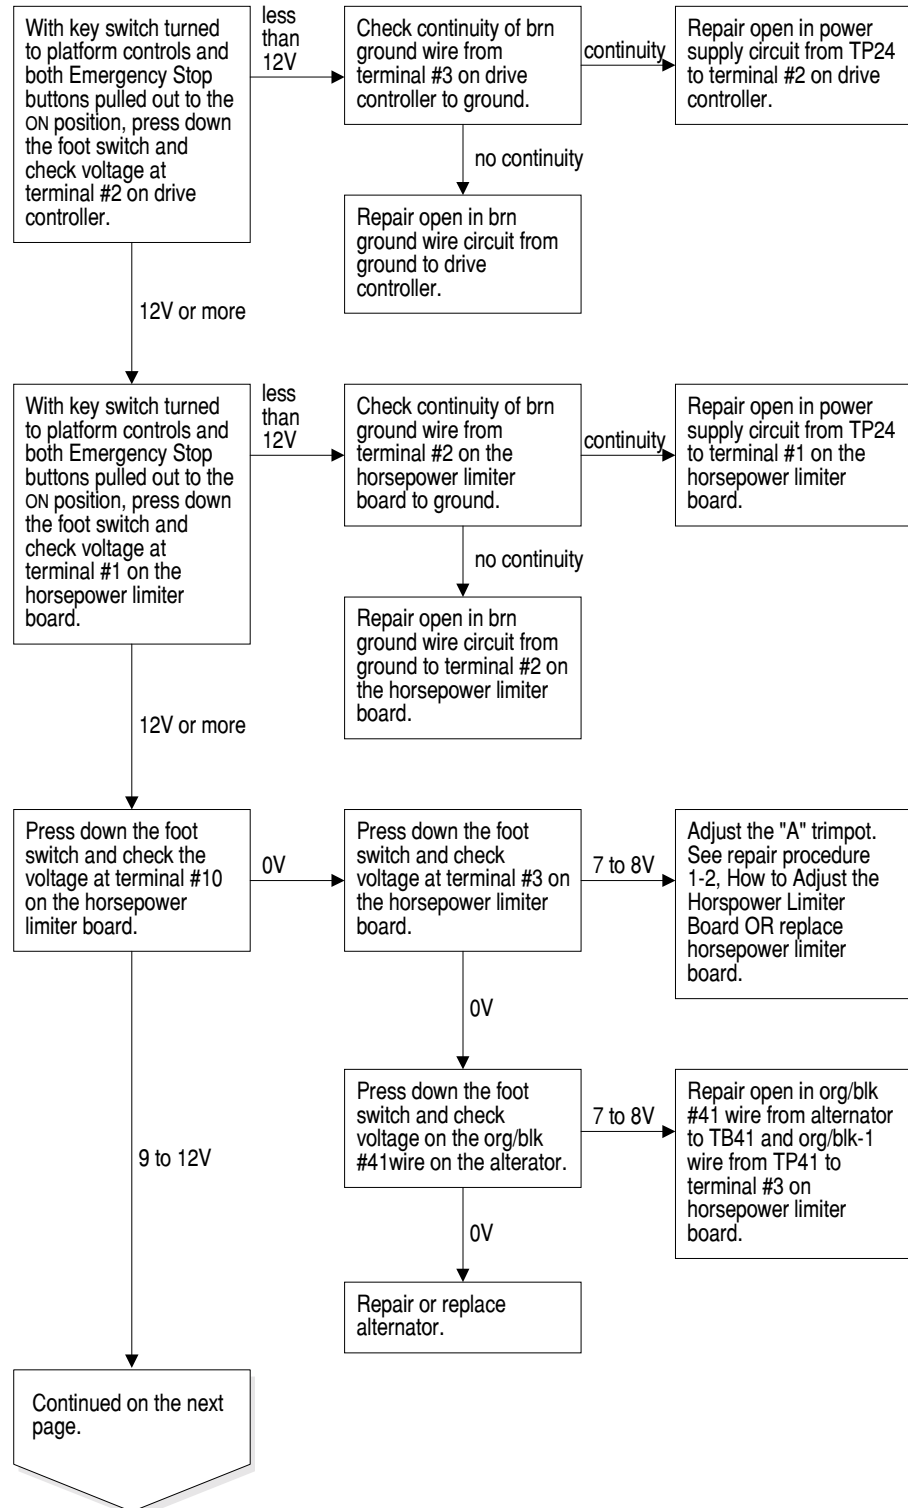 With key switch turned
to platform controls and
both Emergency Stop
buttons pulled out to the
ON position, press down
the foot switch and
check voltage at
terminal #2 on drive
controller.
less
than
12V
Check continuity of brn
ground wire from
terminal #3 on drive
controller to ground.
continuity
Repair open in power
supply circuit from TP24
to terminal #2 on drive
controller.
no continuity
Repair open in brn
ground wire circuit from
ground to drive
controller.
12V or more
With key switch turned
to platform controls and
both Emergency Stop
buttons pulled out to the
ON position, press down
the foot switch and
check voltage at
terminal #1 on the
horsepower limiter
board.
less
than
12V
Check continuity of brn
ground wire from
terminal #2 on the
horsepower limiter
board to ground.
continuity
Repair open in power
supply circuit from TP24
to terminal #1 on the
horsepower limiter
board.
no continuity
Repair open in brn
ground wire circuit from
ground to terminal #2 on
the horsepower limiter
board.
12V or more
Press down the foot
switch and check the
voltage at terminal #10
on the horsepower
limiter board.
0V
Press down the foot
switch and check
voltage at terminal #3 on
the horsepower limiter
board.
7 to 8V
Adjust the "A" trimpot.
See repair procedure
1-2, How to Adjust the
Horspower Limiter
Board OR replace
horsepower limiter
board.
0V
Press down the foot
switch and check
voltage on the org/blk
#41wire on the alterator.
7 to 8V
Repair open in org/blk
#41 wire from alternator
to TB41 and org/blk-1
wire from TP41 to
terminal #3 on
horsepower limiter
board.
9 to 12V
0V
Repair or replace
alternator.
Continued on the next
page.